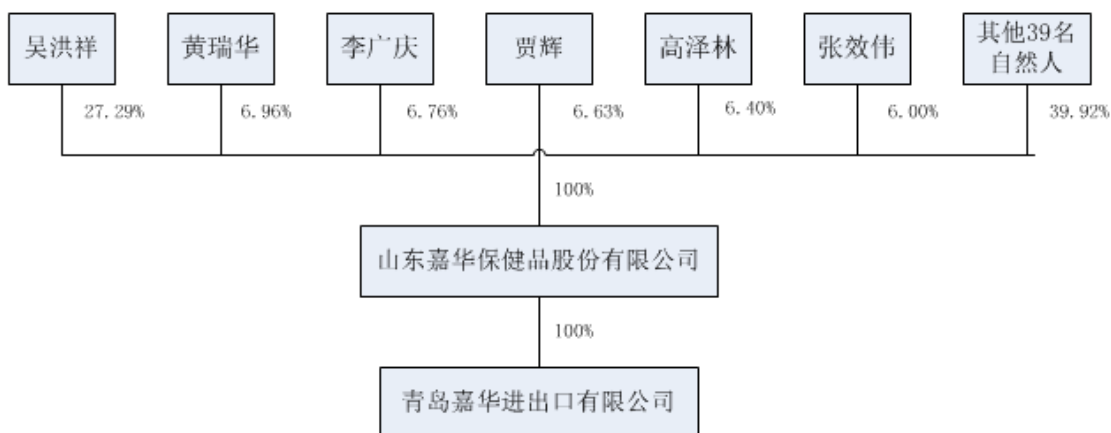 吴洪祥
黄瑞华
李广庆
贾辉
高泽林
张效伟
其他39名
自然人
27.29%
6.96%
6.76%
6.63%
6.40%
6.00%
39.92%
100%
山东嘉华保健品股份有限公司
100%
青岛嘉华进出口有限公司